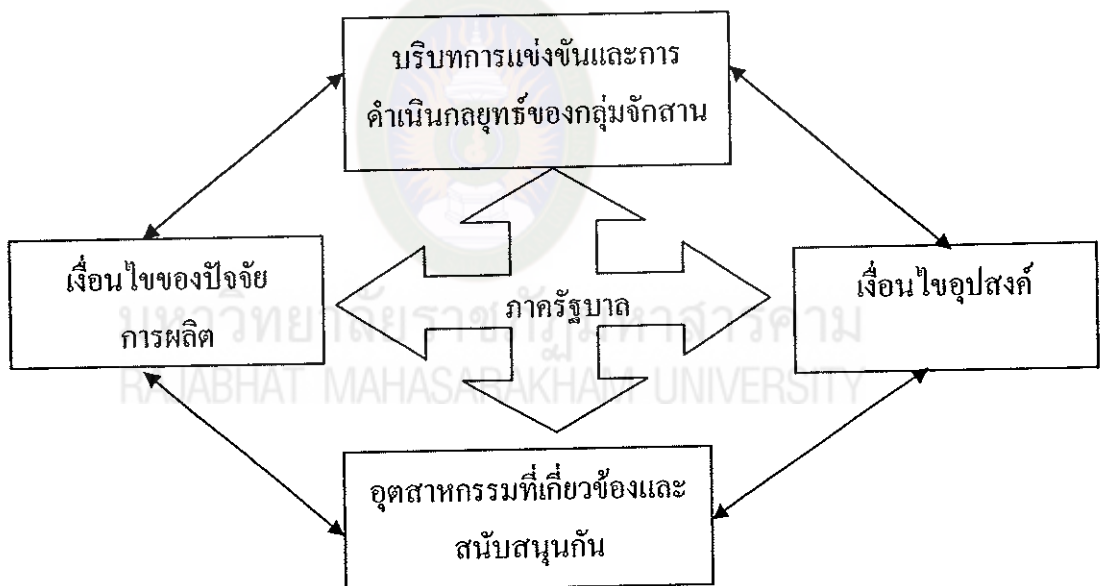 บริบทการแข่งขันและการ
ดำเนินกลยุทธ์ของกลุ่มจักสาน
เงื่อนไขของปัจจัย
การผลิต
ภาครัฐบาล
เงื่อนไขอุปสงค์
มหาวิทยาลัยราชภัฏมหาสารคาม
RAJABHAT MAHASARAKHAM UNIVERSITY
อุตสาหกรรมที่เกี่ยวข้องและ
สนับสนุนกัน